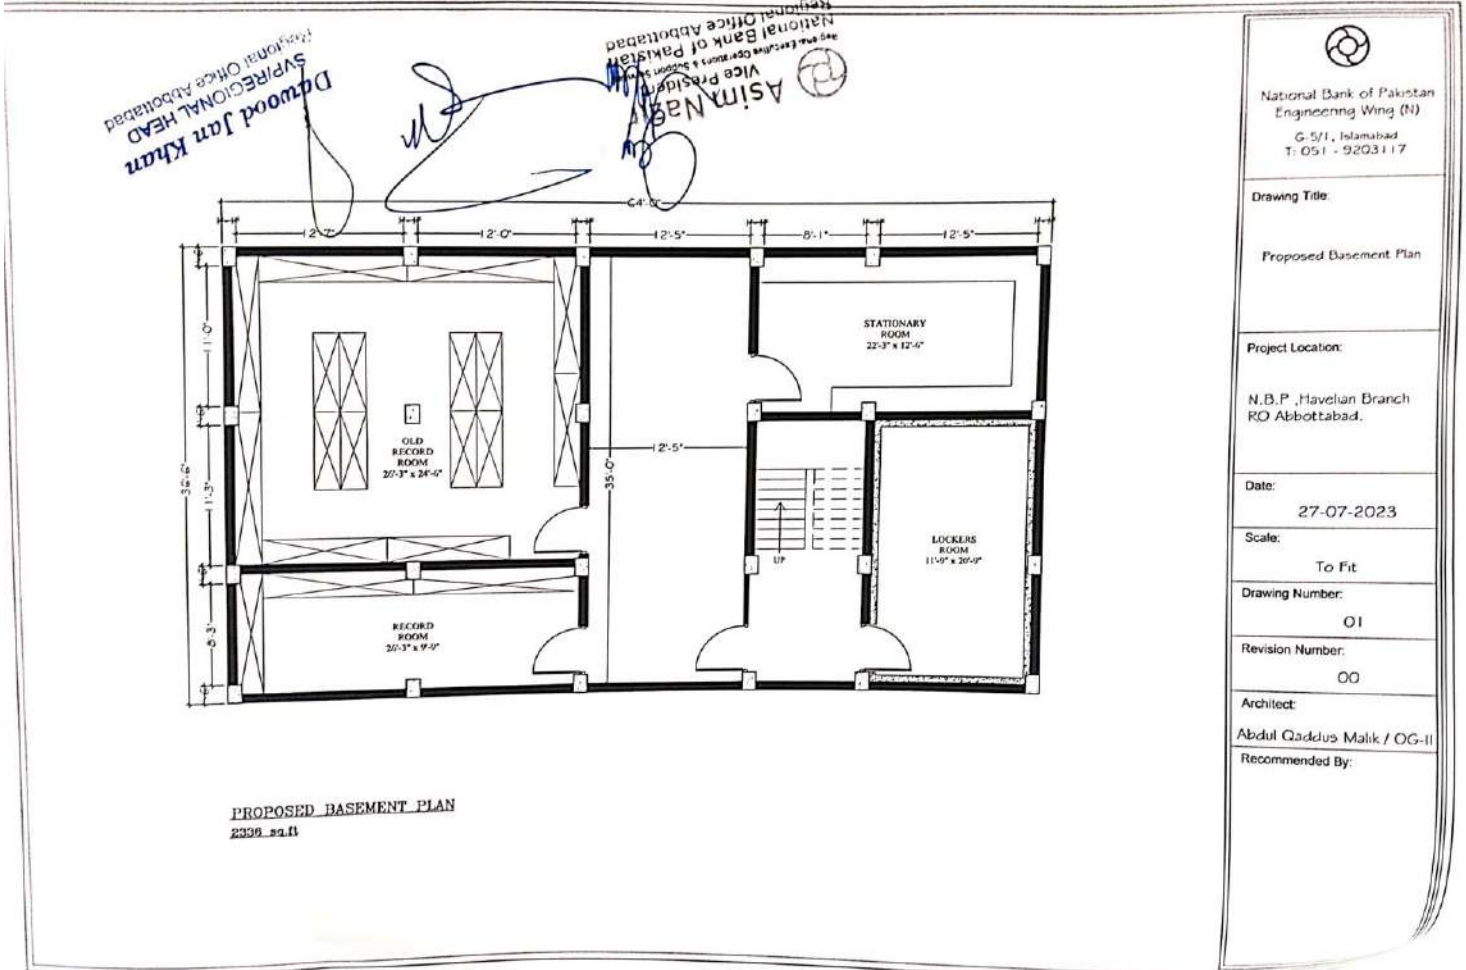 Regional Office Abbottabad
SVP/REGIONAL HEAD
Dawood Jan Khan
Regional Office Abbottabad
National Bank of Pakistan
Vice President
Asim
64'-0"
12'-7"
12'-0"
12'-5"
8'-1"
12'-5"
36'-6"
11'-0"
11'-3"
8'-3"
STATIONARY
ROOM
22'-3" x 12'-6"
OLD
RECORD
ROOM
26'-3" x 24'-6"
12'-5"
35'-0"
UP
LOCKERS
ROOM
11'-9" x 20'-9"
RECORD
ROOM
26'-3" x 9'-9"
PROPOSED BASEMENT PLAN
2336 sq.ft
National Bank of Pakistan
Engineering Wing (N)
G-5/1, Islamabad
T: 051 - 9203117
Drawing Title:
Proposed Basement Plan
Project Location:
N.B.P ,Havelian Branch
RO Abbottabad.
Date:
27-07-2023
Scale:
To Fit
Drawing Number:
01
Revision Number:
00
Architect:
Abdul Qaddus Malik / OG-II
Recommended By: